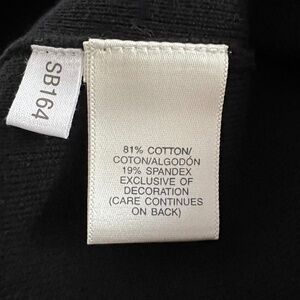 SB164
81% COTTON/
COTON/ALGODÓN
19% SPANDEX
EXCLUSIVE OF
DECORATION
(CARE CONTINUES
ON BACK)